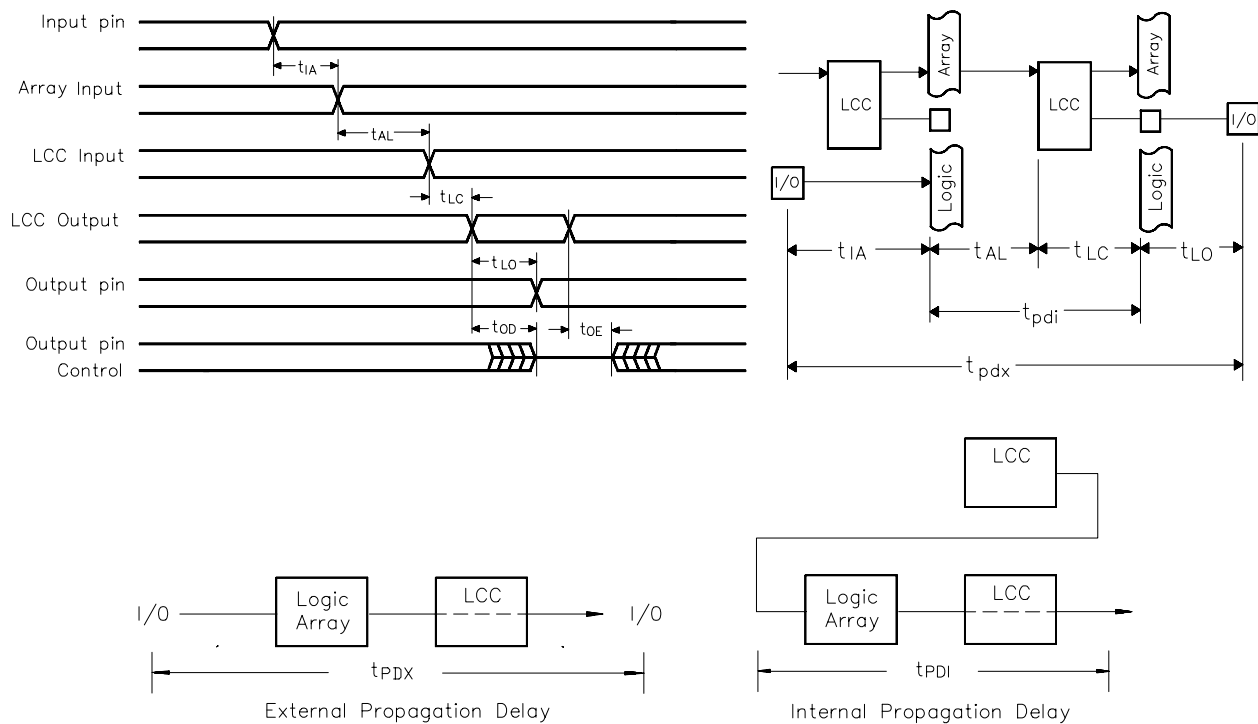 Input pin
tIA
Array Input
tAL
LCC Input
tLC
LCC Output
tLO
Output pin
tOD
tOE
Output pin
Control
Array
Array
LCC
LCC
I/O
I/O
Logic
Logic
tIA
tAL
tLC
tLO
tpdi
tpdx
LCC
I/O
Logic
Array
LCC
I/O
tPDX
External Propagation Delay
Logic
Array
LCC
tPDI
Internal Propagation Delay